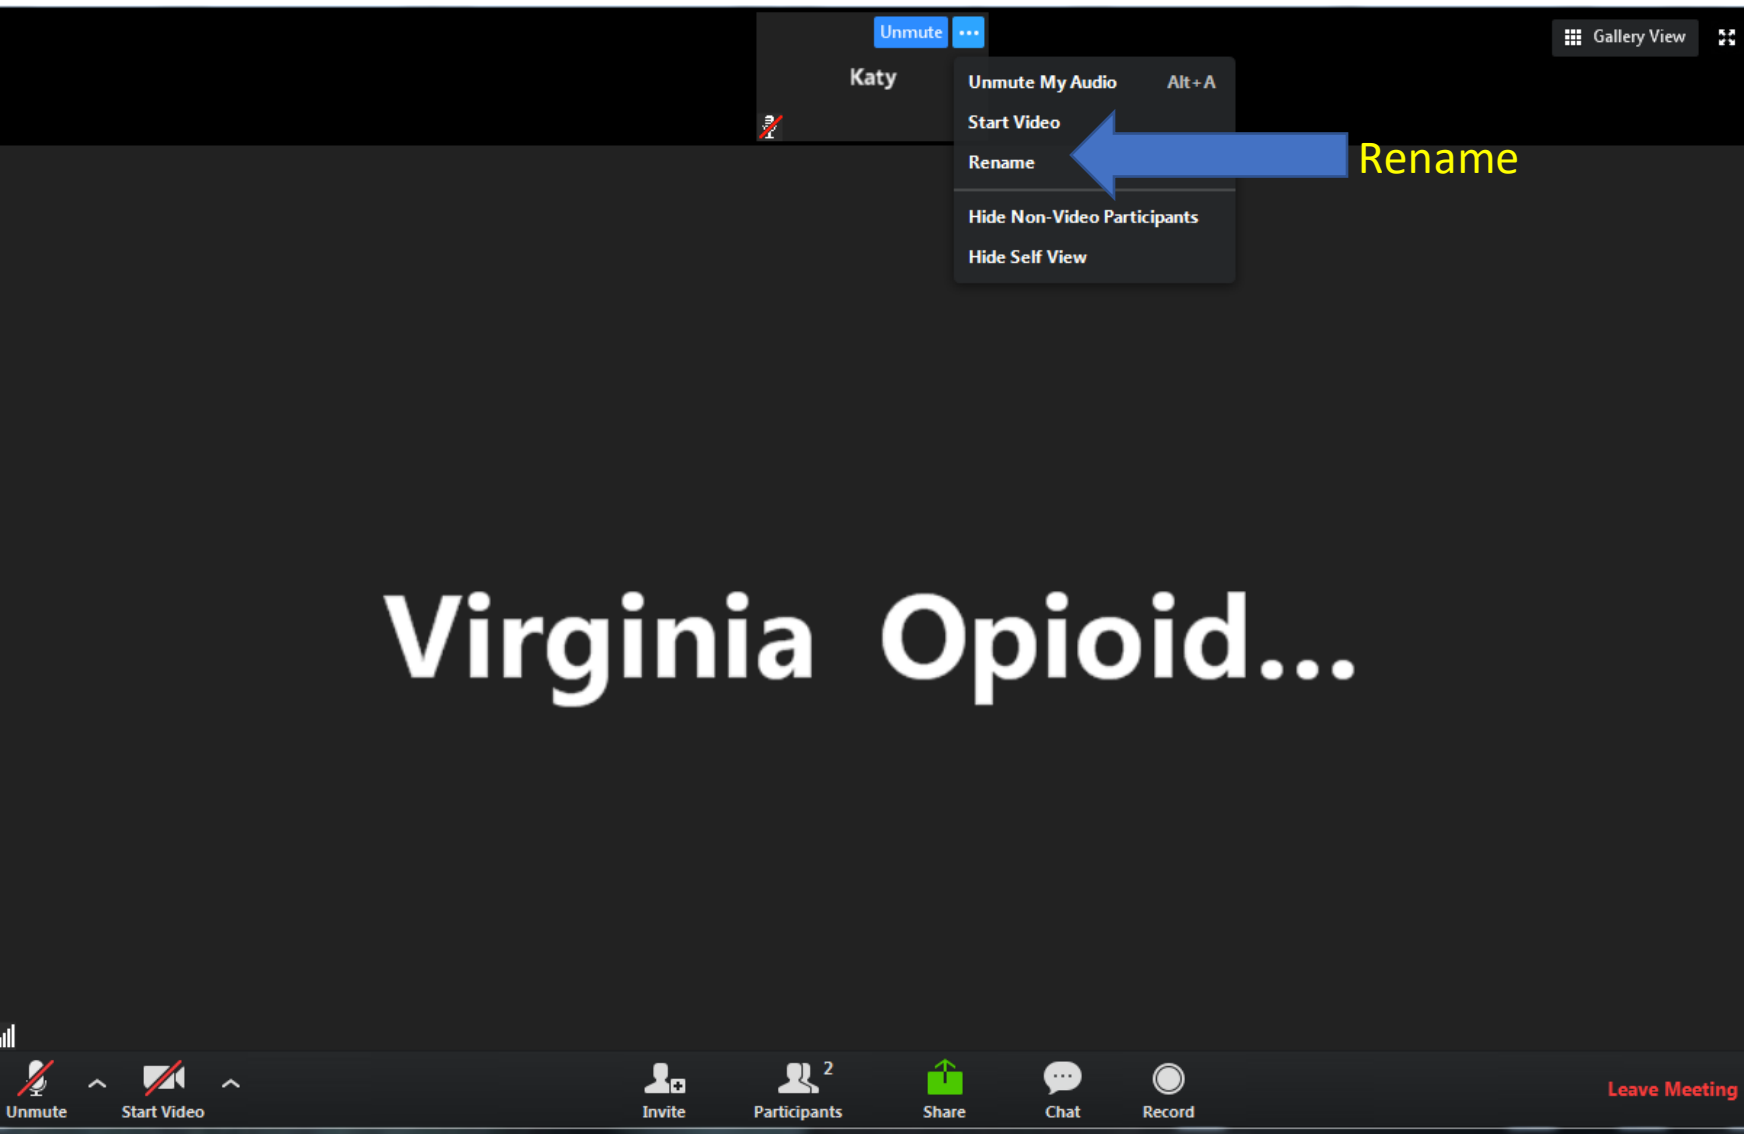 Unmute ...
Gallery View
Katy
Unmute My Audio Alt+A
Start Video
Rename
Rename
Hide Non-Video Participants
Hide Self View
Virginia Opioid...
2
Unmute
Start Video
Invite
Participants
Share
Chat
Record
Leave Meeting